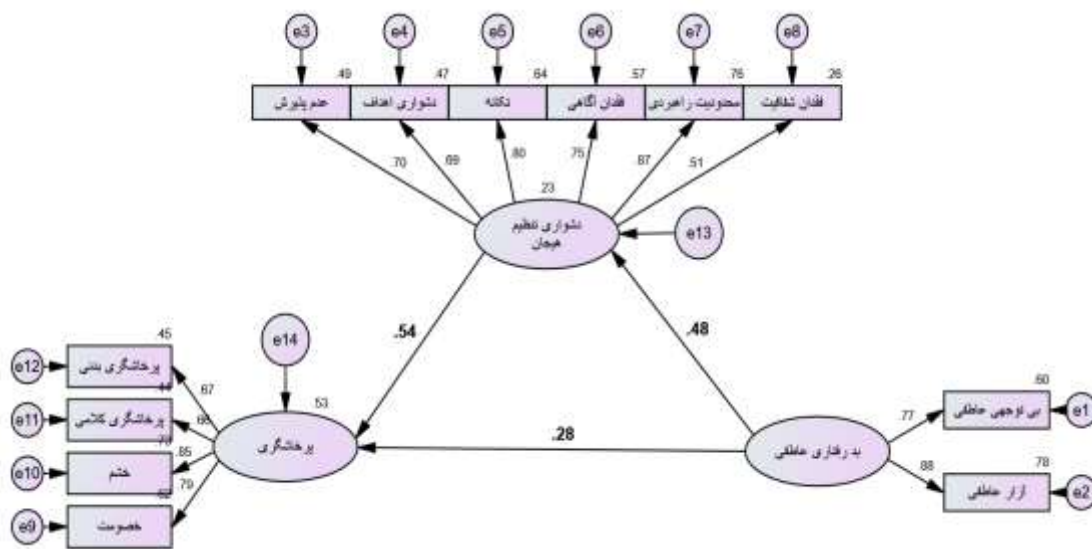 e3 e4 e5 e6 e7 e8
.49 .47 .64 .57 .76 .26
عدم پذیرش دشواری اهداف تکانه فقدان آگاهی محدودیت راهبردی فقدان شفافیت
.70 .69 .80 .75 .87 .51
.23
دشواری تنظیم
هیجان
e13
.54
.48
e14
.45
e12
پرخاشگری بدنی
.67
.53
.60
.44
e11
پرخاشگری کلامی
.66
پرخاشگری
.28
بد رفتاری عاطفی
.77
بی توجهی عاطفی
e1
e10
خشم
.85
.88
.78
آزار عاطفی
e2
.79
.62
e9
خصومت